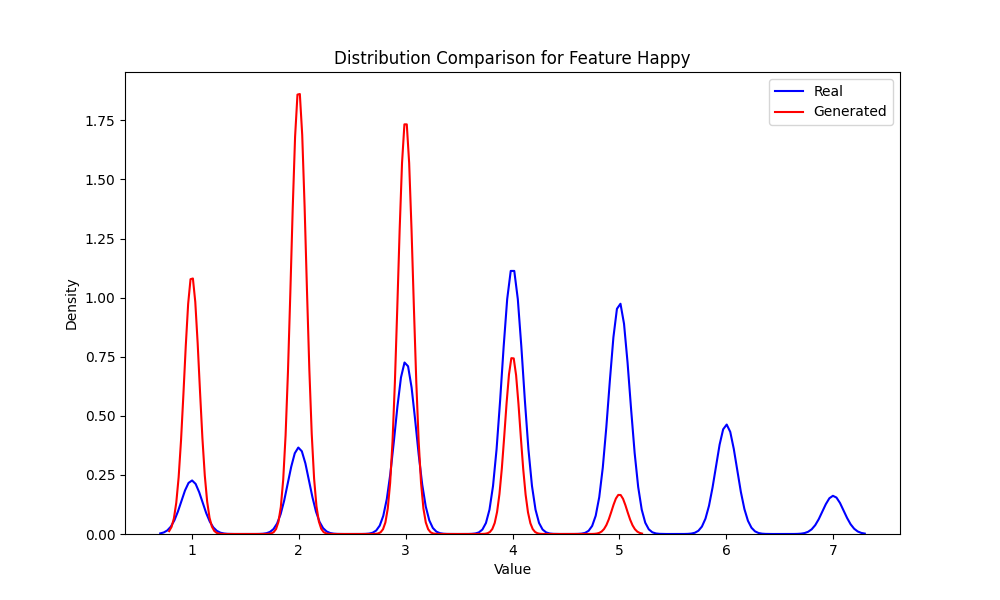 Distribution Comparison for Feature Happy
Real
Generated
Density
1.75
1.50
1.25
1.00
0.75
0.50
0.25
0.00
1 2 3 4 5 6 7
Value